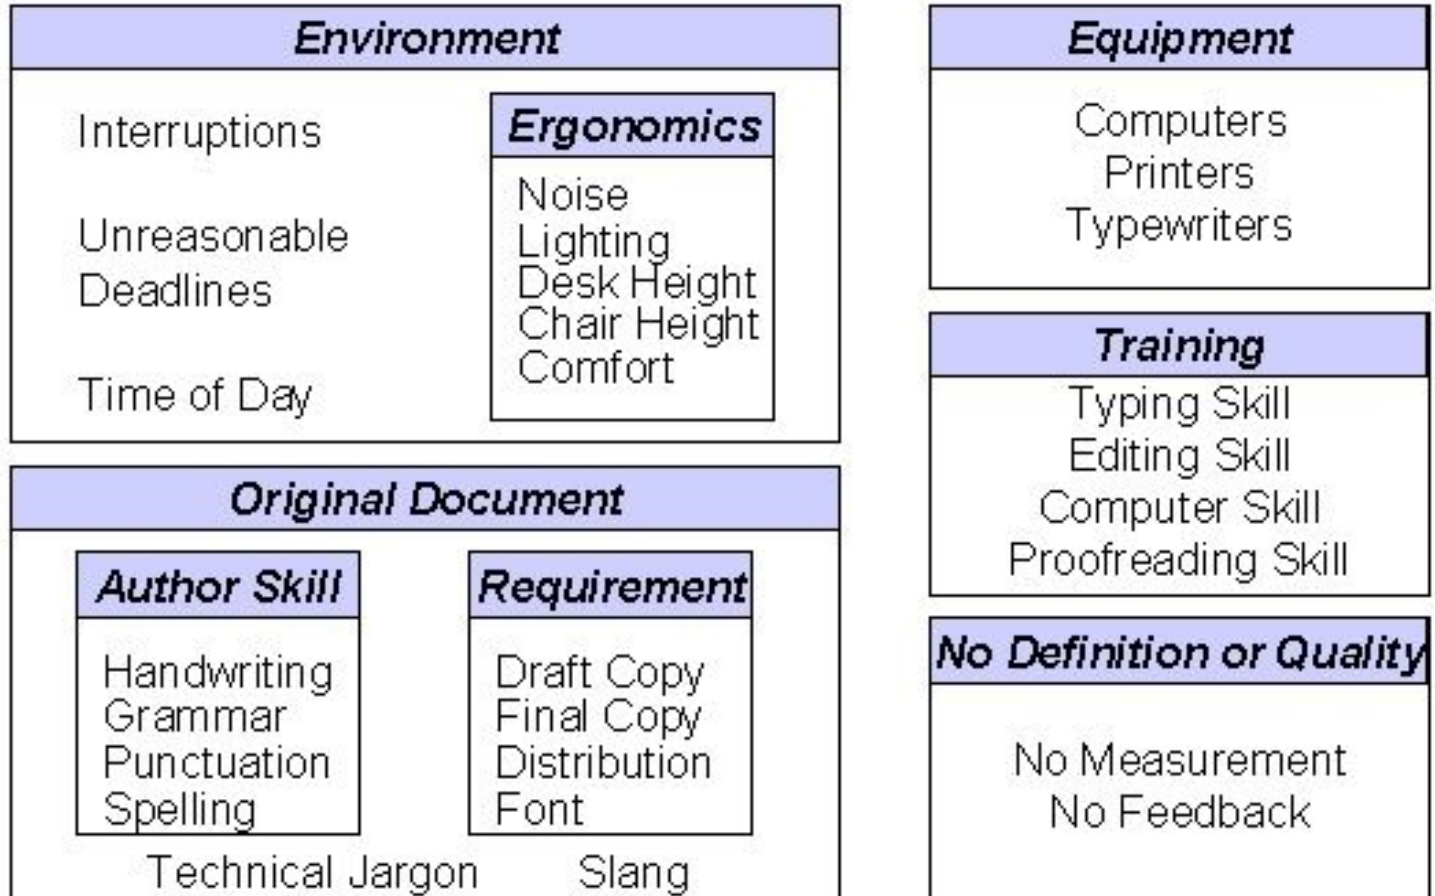 Environment
Interruptions
Unreasonable
Deadlines
Time of Day
Ergonomics
Noise
Lighting
Desk Height
Chair Height
Comfort
Original Document
Author Skill
Handwriting
Grammar
Punctuation
Spelling
Requirement
Draft Copy
Final Copy
Distribution
Font
Technical Jargon
Slang
Equipment
Computers
Printers
Typewriters
Training
Typing Skill
Editing Skill
Computer Skill
Proofreading Skill
No Definition or Quality
No Measurement
No Feedback